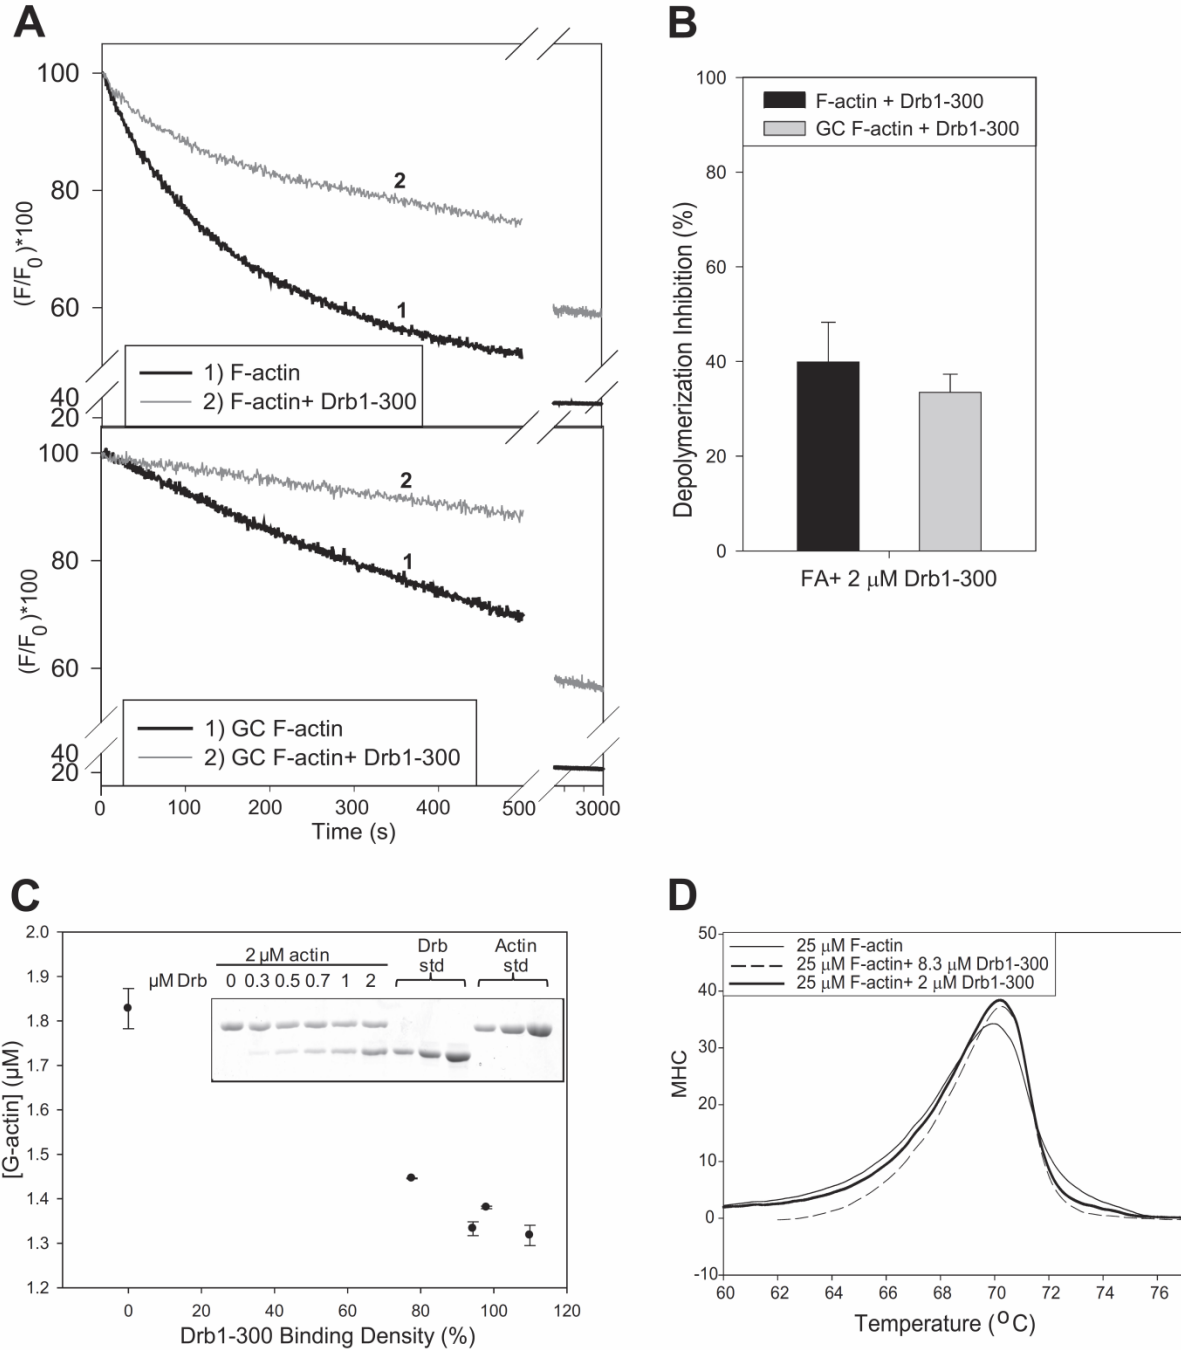 A
100
80
60
40
20
(F/F0)*100
2
1
1) F-actin
2) F-actin+ Drb1-300
100
80
60
40
20
(F/F0)*100
2
1
1) GC F-actin
2) GC F-actin+ Drb1-300
0 100 200 300 400 500 3000
Time (s)
B
100
80
60
40
20
0
Depolymerization Inhibition (%)
F-actin + Drb1-300
GC F-actin + Drb1-300
FA+ 2 µM Drb1-300
C
2.0
1.9
1.8
1.7
1.6
1.5
1.4
1.3
1.2
[G-actin] (µM)
2 µM actin
Drb std
Actin std
µM Drb 0 0.3 0.5 0.7 1 2
0 20 40 60 80 100 120
Drb1-300 Binding Density (%)
D
50
40
30
20
10
0
-10
MHC
25 µM F-actin
25 µM F-actin+ 8.3 µM Drb1-300
25 µM F-actin+ 2 µM Drb1-300
60 62 64 66 68 70 72 74 76
Temperature (°C)